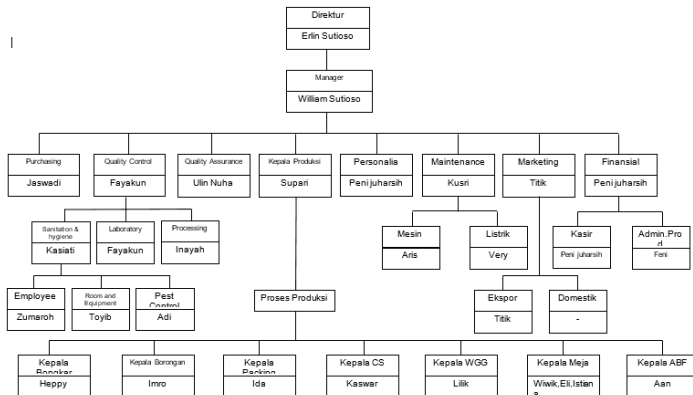 Direktur
Erlin Sutioso
Manager
William Sutioso
Purchasing
Jaswadi
Quality Control
Fayakun
Quality Assurance
Ulin Nuha
Kepala Produksi
Supari
Personalia
Peni juharsih
Maintenance
Kusri
Marketing
Titik
Finansial
Peni juharsih
Sanitation &
hygiene
Kasiati
Laboratory
Fayakun
Processing
Inayah
Mesin
Aris
Listrik
Very
Kasir
Peni juharsih
Admin.Pro
d
Feni
Employee
Zumaroh
Room and
Equipment
Toyib
Pest
Control
Adi
Proses Produksi
Ekspor
Titik
Domestik
-
Kepala
Bongkar
Heppy
Kepala Borongan
Imro
Kepala
Packing
Ida
Kepala CS
Kaswar
Kepala WGG
Lilik
Kepala Meja
Wiwik,Eli,Istian
a
Kepala ABF
Aan